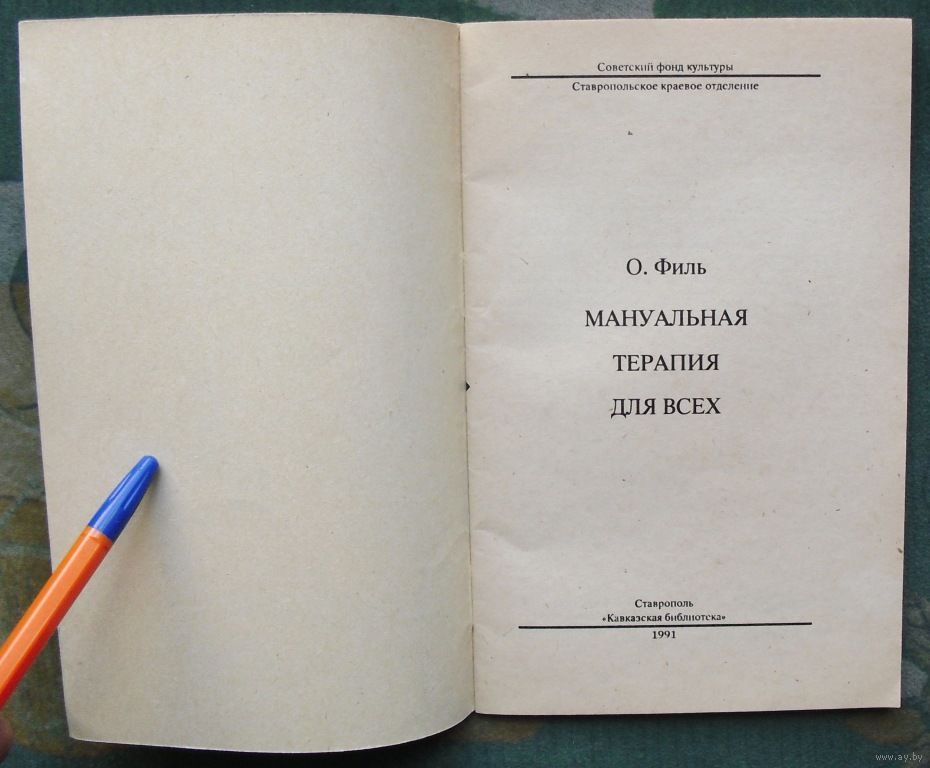 Советский фонд культуры
Ставропольское краевое отделение
О. Филь
МАНУАЛЬНАЯ
ТЕРАПИЯ
ДЛЯ ВСЕХ
Ставрополь
«Кавказская библиотека»
1991
www.ay.by